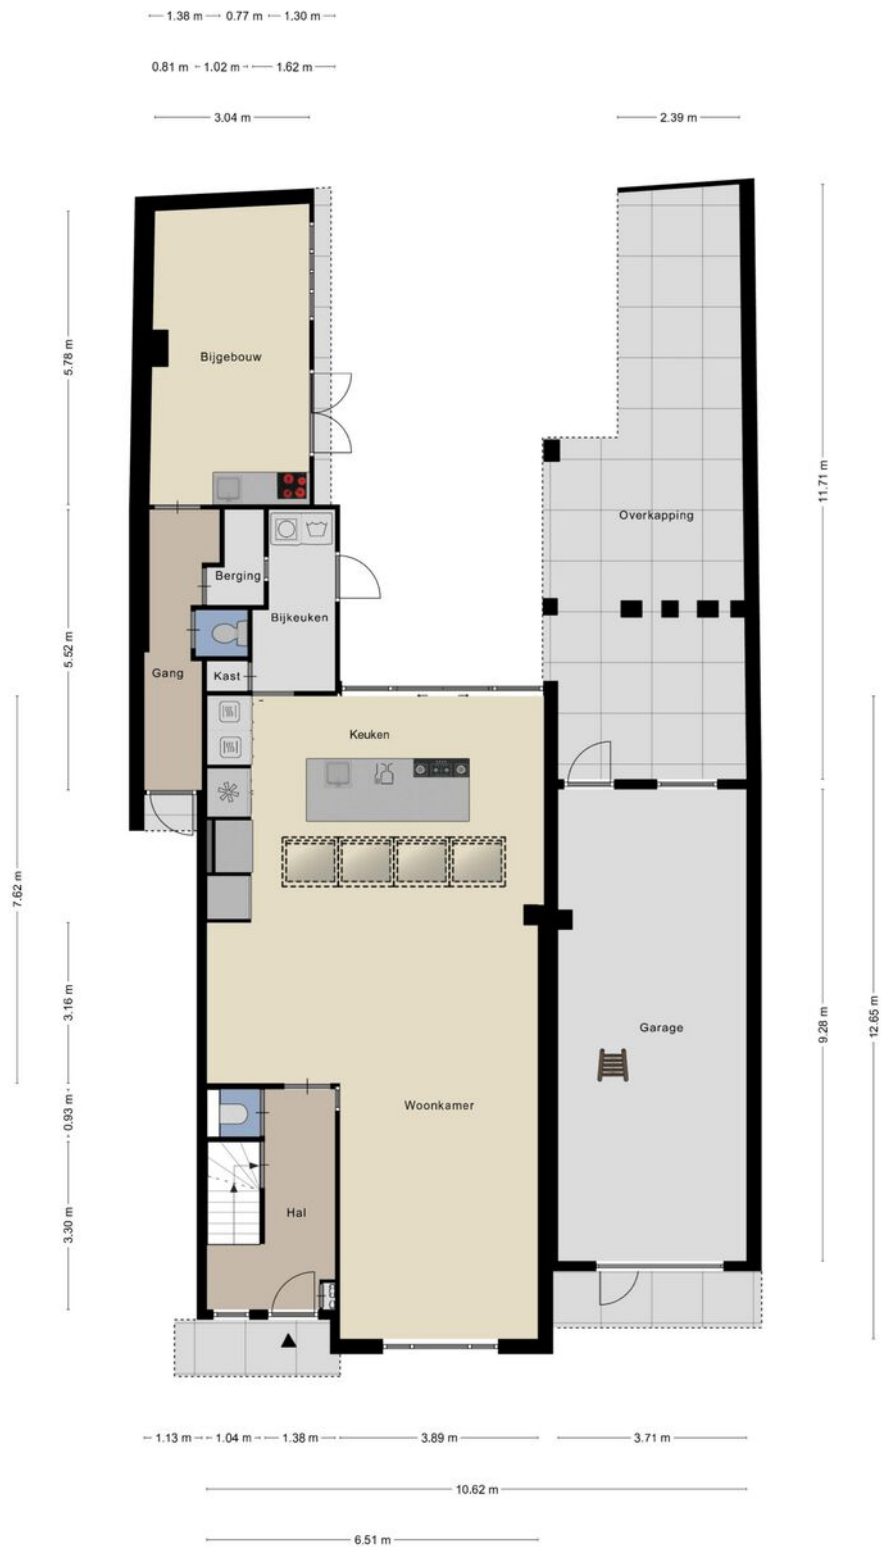 1.38 m 0.77 m 1.30 m
0.81 m 1.02 m 1.62 m
3.04 m 2.39 m
5.78 m
Bijgebouw
11.71 m
Overkapping
Berging
Bijkeuken
5.52 m
Gang
Kast
Keuken
7.62 m
3.16 m
9.28 m
12.65 m
Garage
0.93 m
Woonkamer
3.30 m
Hal
1.13 m 1.04 m 1.38 m 3.89 m 3.71 m
10.62 m
6.51 m